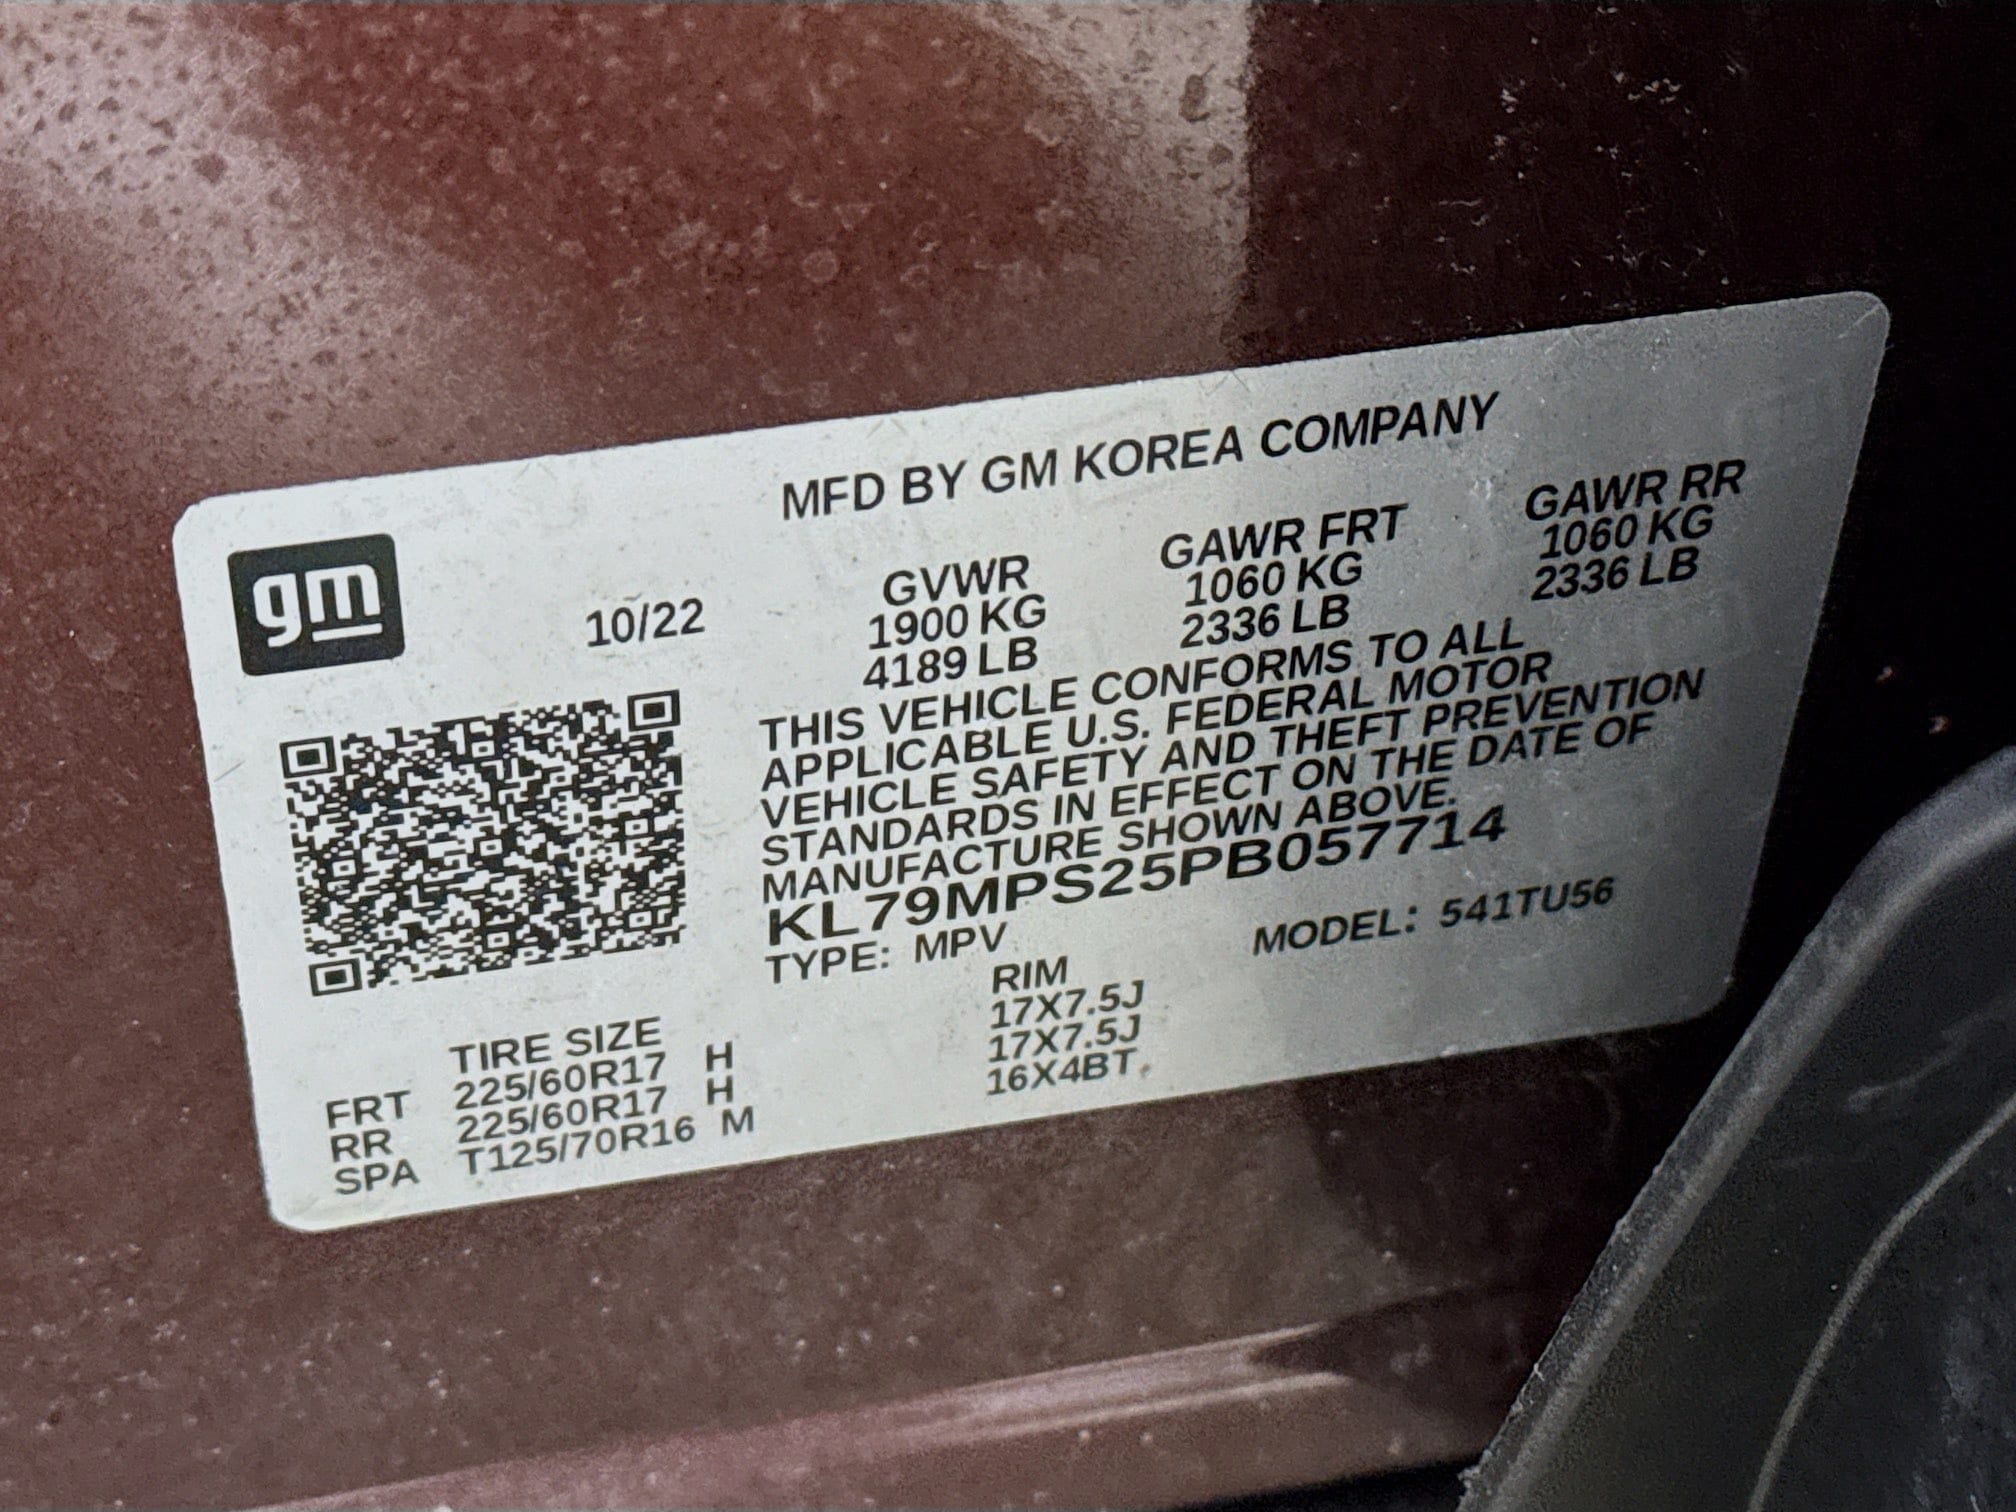 MFD BY GM KOREA COMPANY
gm
10/22
GVWR GAWR FRT GAWR RR
1900 KG 1060 KG 1060 KG
4189 LB 2336 LB 2336 LB
THIS VEHICLE CONFORMS TO ALL
APPLICABLE U.S. FEDERAL MOTOR
VEHICLE SAFETY AND THEFT PREVENTION
STANDARDS IN EFFECT ON THE DATE OF
MANUFACTURE SHOWN ABOVE.
KL79MPS25PB057714
TYPE: MPV MODEL: 541TU56
TIRE SIZE RIM
FRT 225/60R17 H 17X7.5J
RR 225/60R17 H 17X7.5J
SPA T125/70R16 M 16X4BT